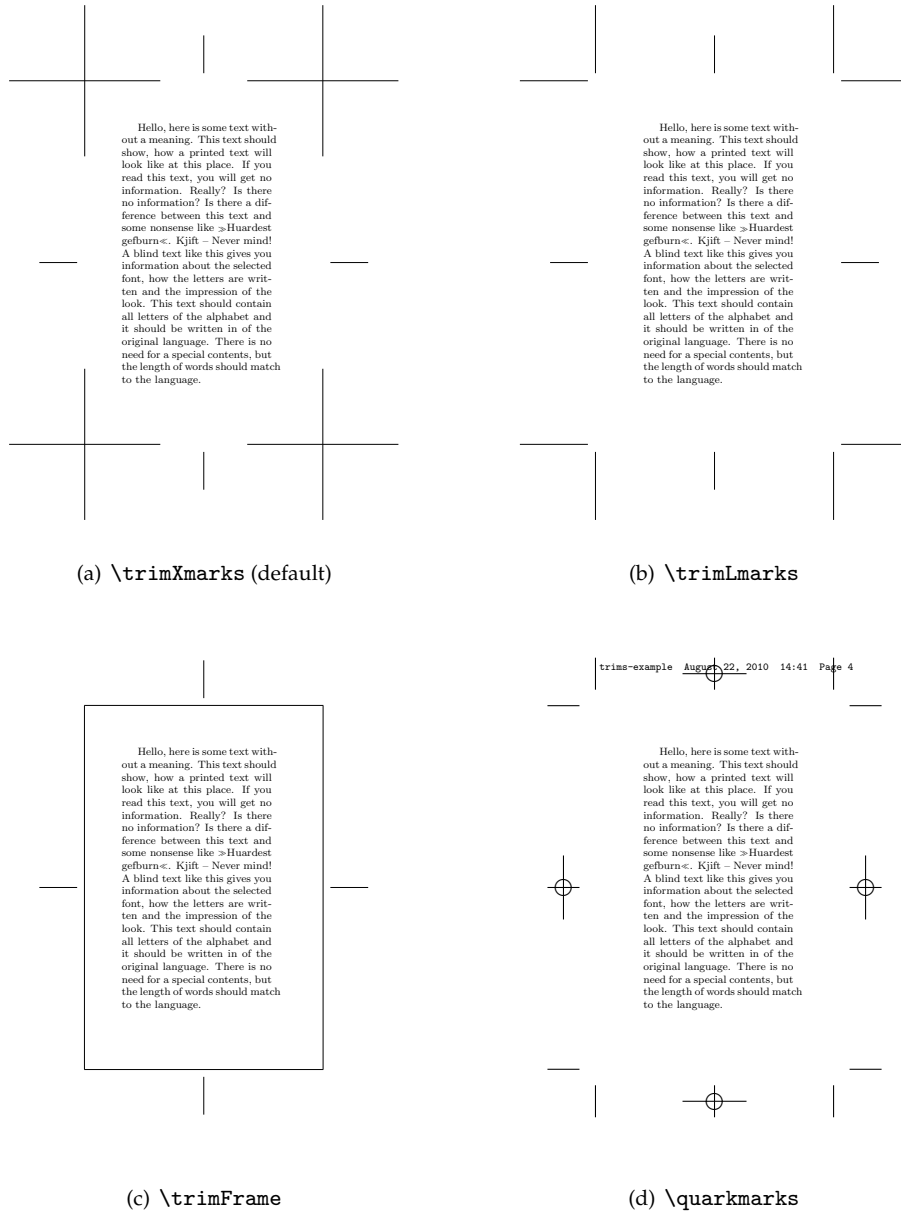 Hello, here is some text with-
out a meaning. This text should
show, how a printed text will
look like at this place. If you
read this text, you will get no
information. Really? Is there
no information? Is there a dif-
ference between this text and
some nonsense like ≫Huardest
gefburn≪. Kjift – Never mind!
A blind text like this gives you
information about the selected
font, how the letters are writ-
ten and the impression of the
look. This text should contain
all letters of the alphabet and
it should be written in of the
original language. There is no
need for a special contents, but
the length of words should match
to the language.
(a) \trimXmarks (default)
Hello, here is some text with-
out a meaning. This text should
show, how a printed text will
look like at this place. If you
read this text, you will get no
information. Really? Is there
no information? Is there a dif-
ference between this text and
some nonsense like ≫Huardest
gefburn≪. Kjift – Never mind!
A blind text like this gives you
information about the selected
font, how the letters are writ-
ten and the impression of the
look. This text should contain
all letters of the alphabet and
it should be written in of the
original language. There is no
need for a special contents, but
the length of words should match
to the language.
(b) \trimLmarks
Hello, here is some text with-
out a meaning. This text should
show, how a printed text will
look like at this place. If you
read this text, you will get no
information. Really? Is there
no information? Is there a dif-
ference between this text and
some nonsense like ≫Huardest
gefburn≪. Kjift – Never mind!
A blind text like this gives you
information about the selected
font, how the letters are writ-
ten and the impression of the
look. This text should contain
all letters of the alphabet and
it should be written in of the
original language. There is no
need for a special contents, but
the length of words should match
to the language.
(c) \trimFrame
trims-example August 22, 2010 14:41 Page 4
Hello, here is some text with-
out a meaning. This text should
show, how a printed text will
look like at this place. If you
read this text, you will get no
information. Really? Is there
no information? Is there a dif-
ference between this text and
some nonsense like ≫Huardest
gefburn≪. Kjift – Never mind!
A blind text like this gives you
information about the selected
font, how the letters are writ-
ten and the impression of the
look. This text should contain
all letters of the alphabet and
it should be written in of the
original language. There is no
need for a special contents, but
the length of words should match
to the language.
(d) \quarkmarks